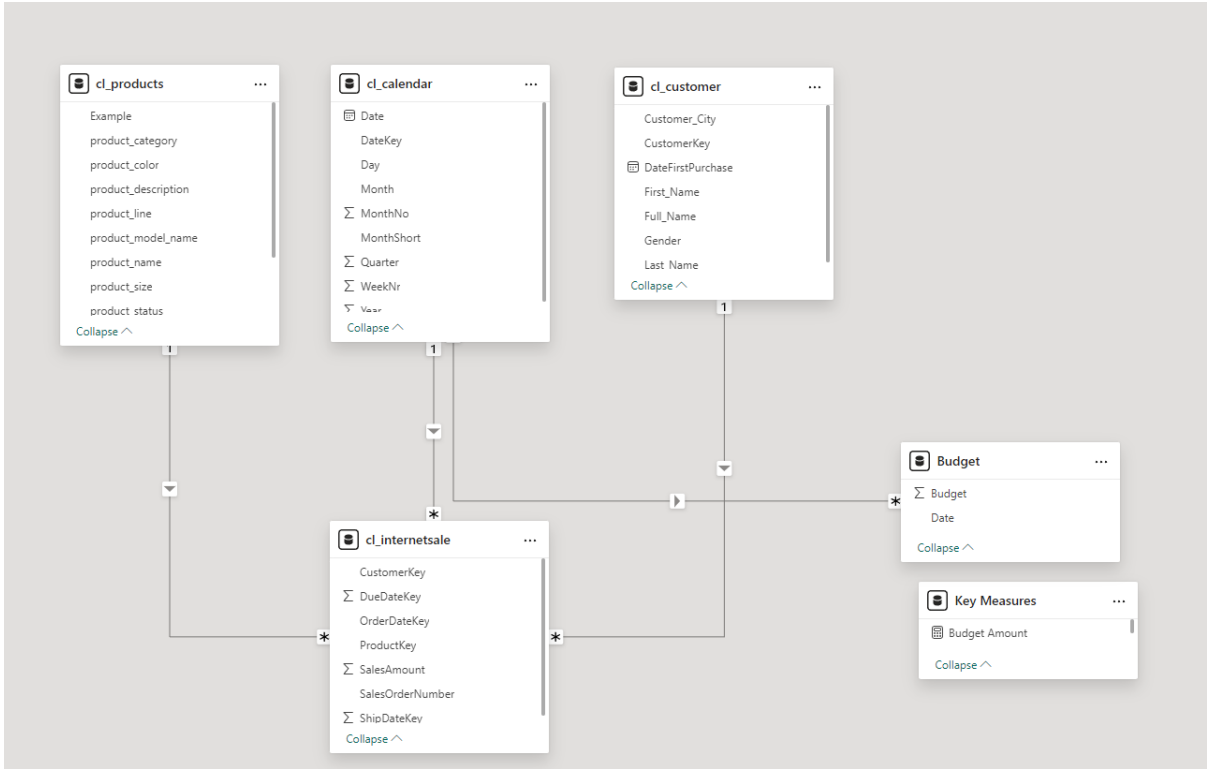 cl_products
Example
product_category
product_color
product_description
product_line
product_model_name
product_name
product_size
product_status
Collapse
1
cl_calendar
Date
DateKey
Day
Month
MonthNo
MonthShort
Quarter
WeekNr
Year
Collapse
1
cl_customer
Customer_City
CustomerKey
DateFirstPurchase
First_Name
Full_Name
Gender
Last_Name
Collapse
1
cl_internetsale
CustomerKey
DueDateKey
OrderDateKey
ProductKey
SalesAmount
SalesOrderNumber
ShipDateKey
Collapse
Budget
Budget
Date
Collapse
Key Measures
Budget Amount
Collapse